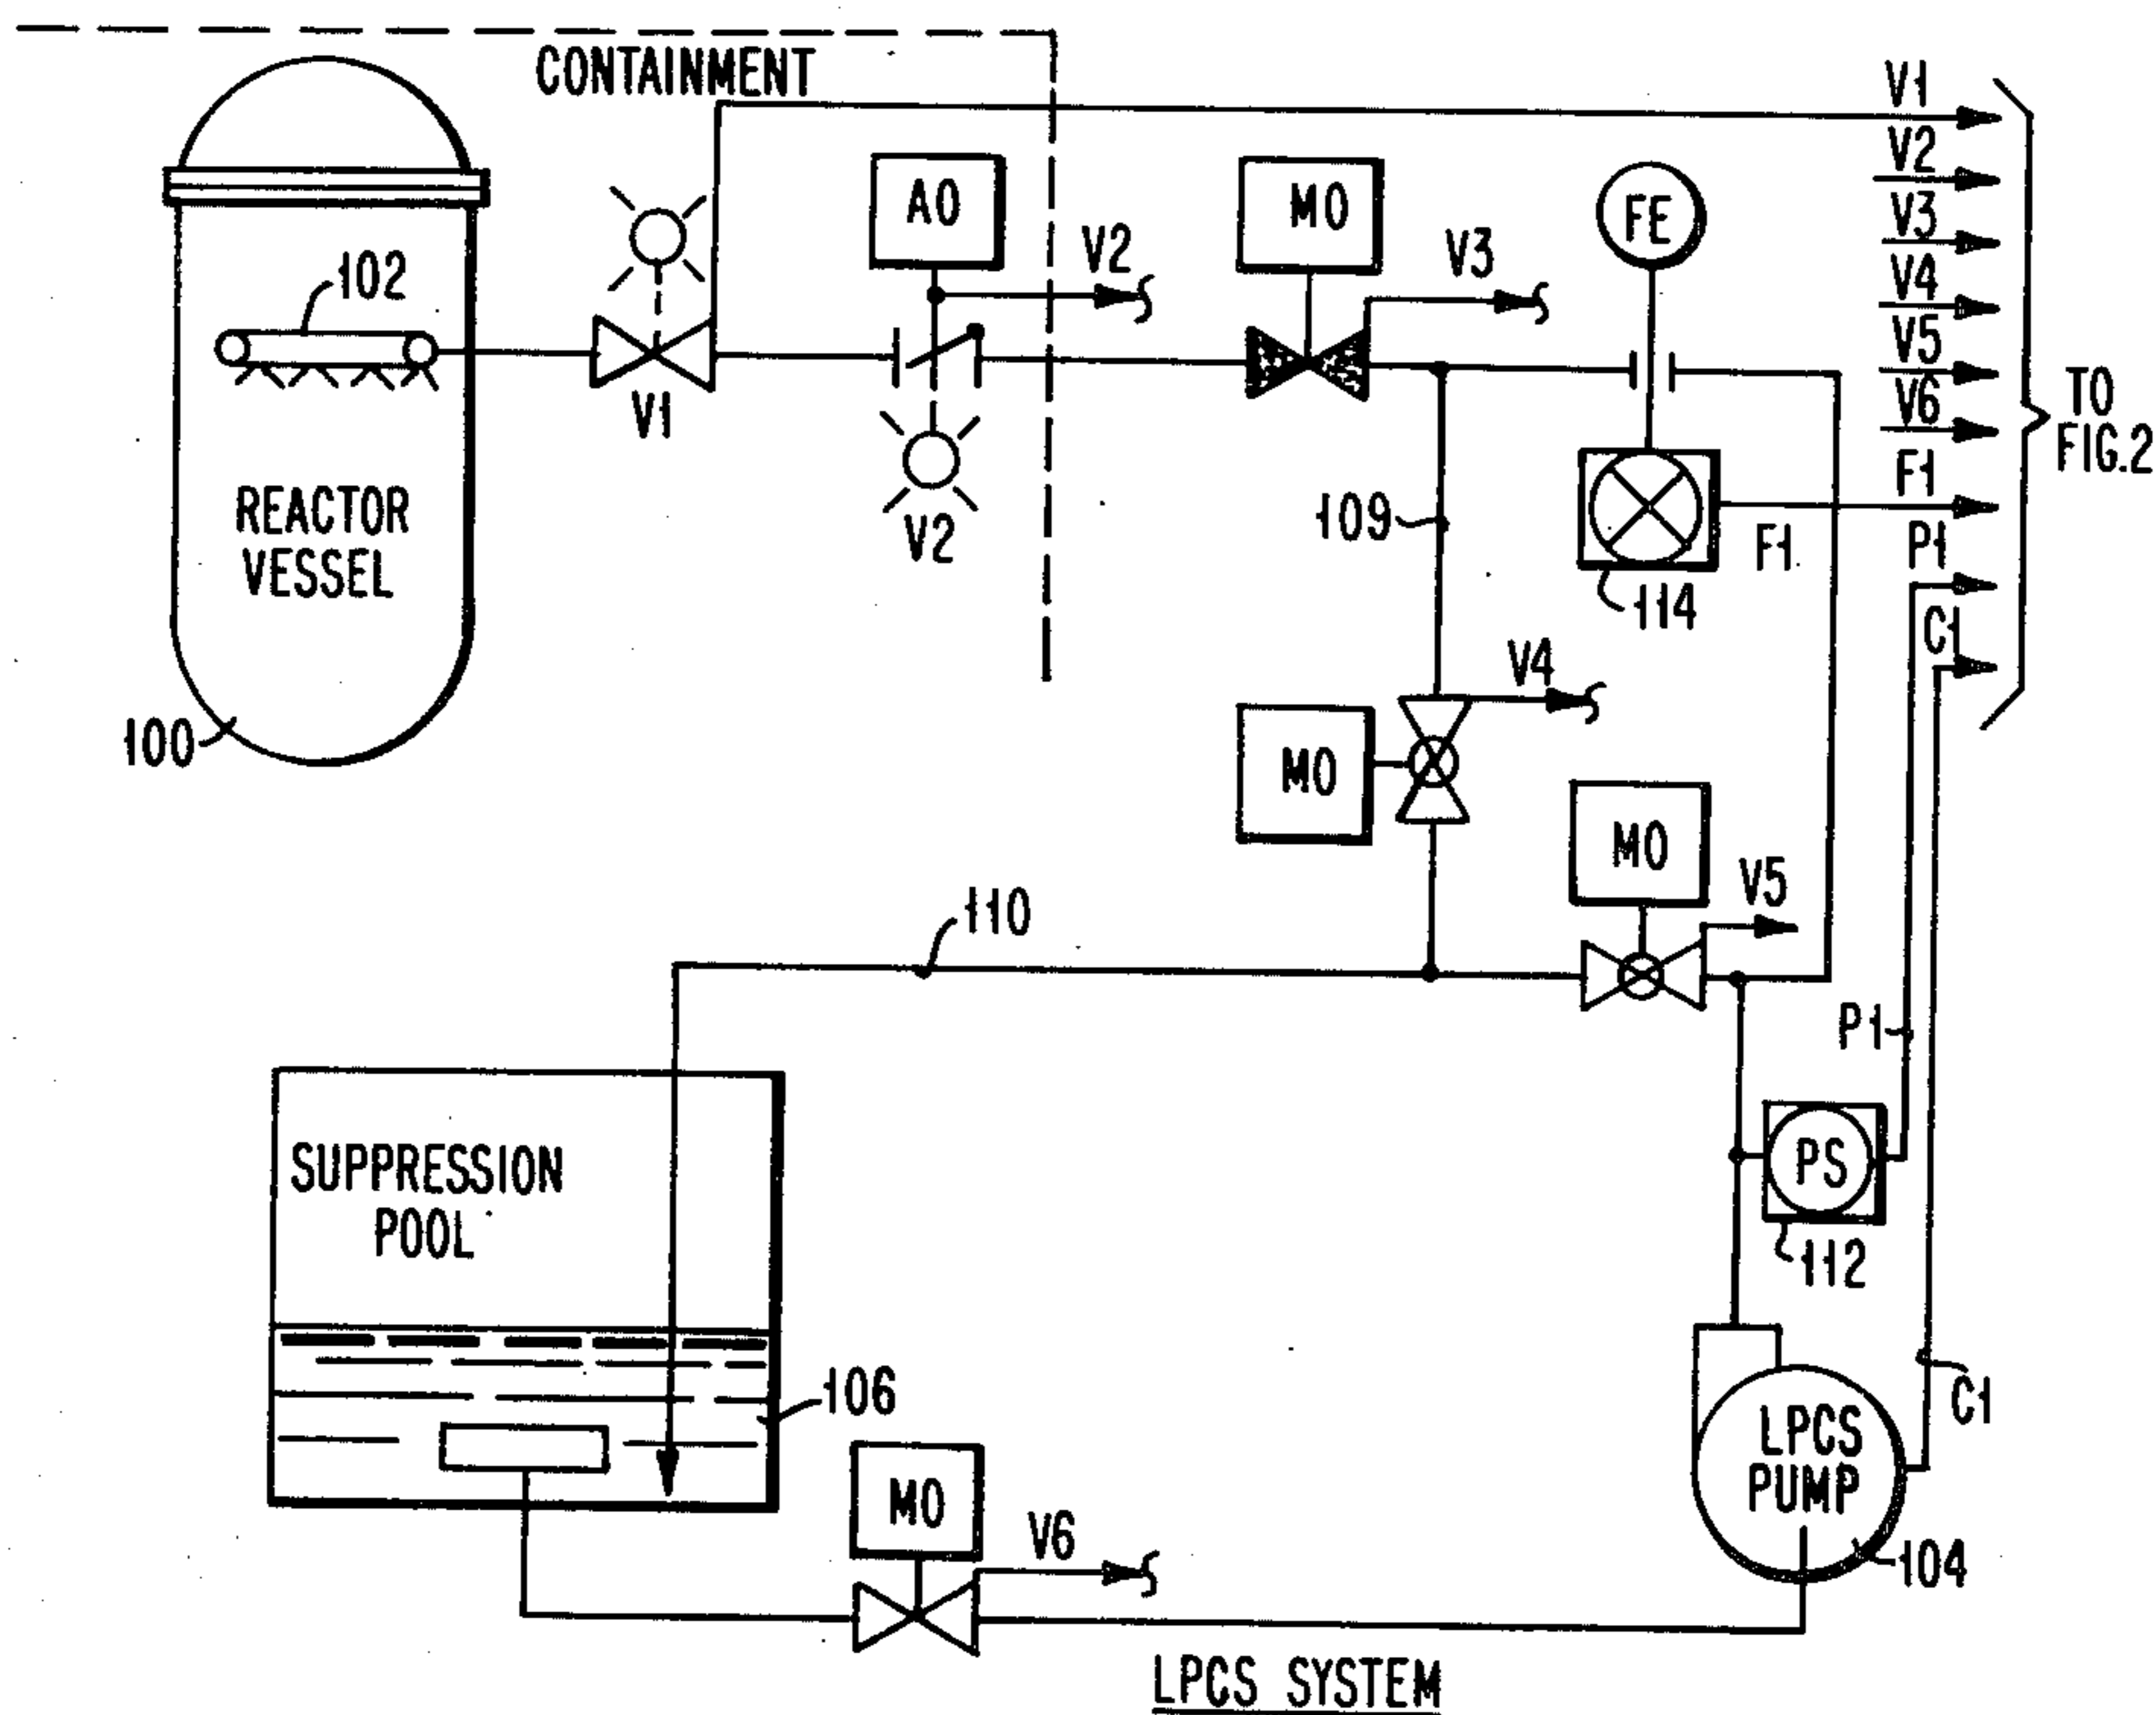 CONTAINMENT
V1
V2
V3
V4
V5
V6
F1
P1
C1
TO
FIG.2
AO
MO
FE
102
V2
V3
V1
V2
REACTOR
VESSEL
109
F1
114
100
V4
MO
MO
V5
110
P1
SUPPRESSION
POOL
PS
112
106
C1
LPCS
PUMP
104
MO
V6
LPCS SYSTEM